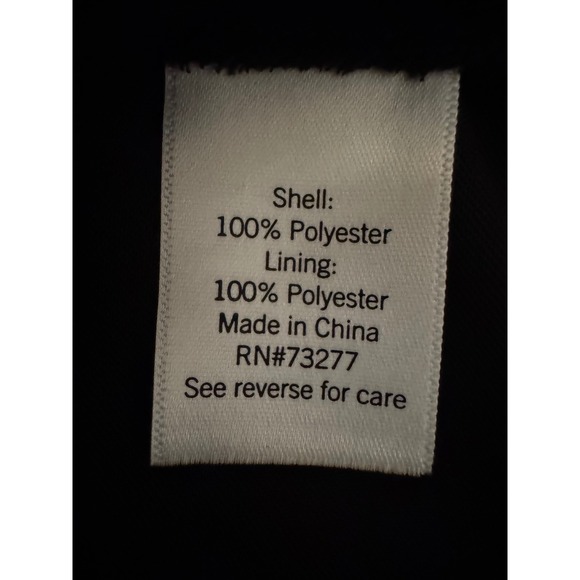 Shell:
100% Polyester
Lining:
100% Polyester
Made in China
RN#73277
See reverse for care